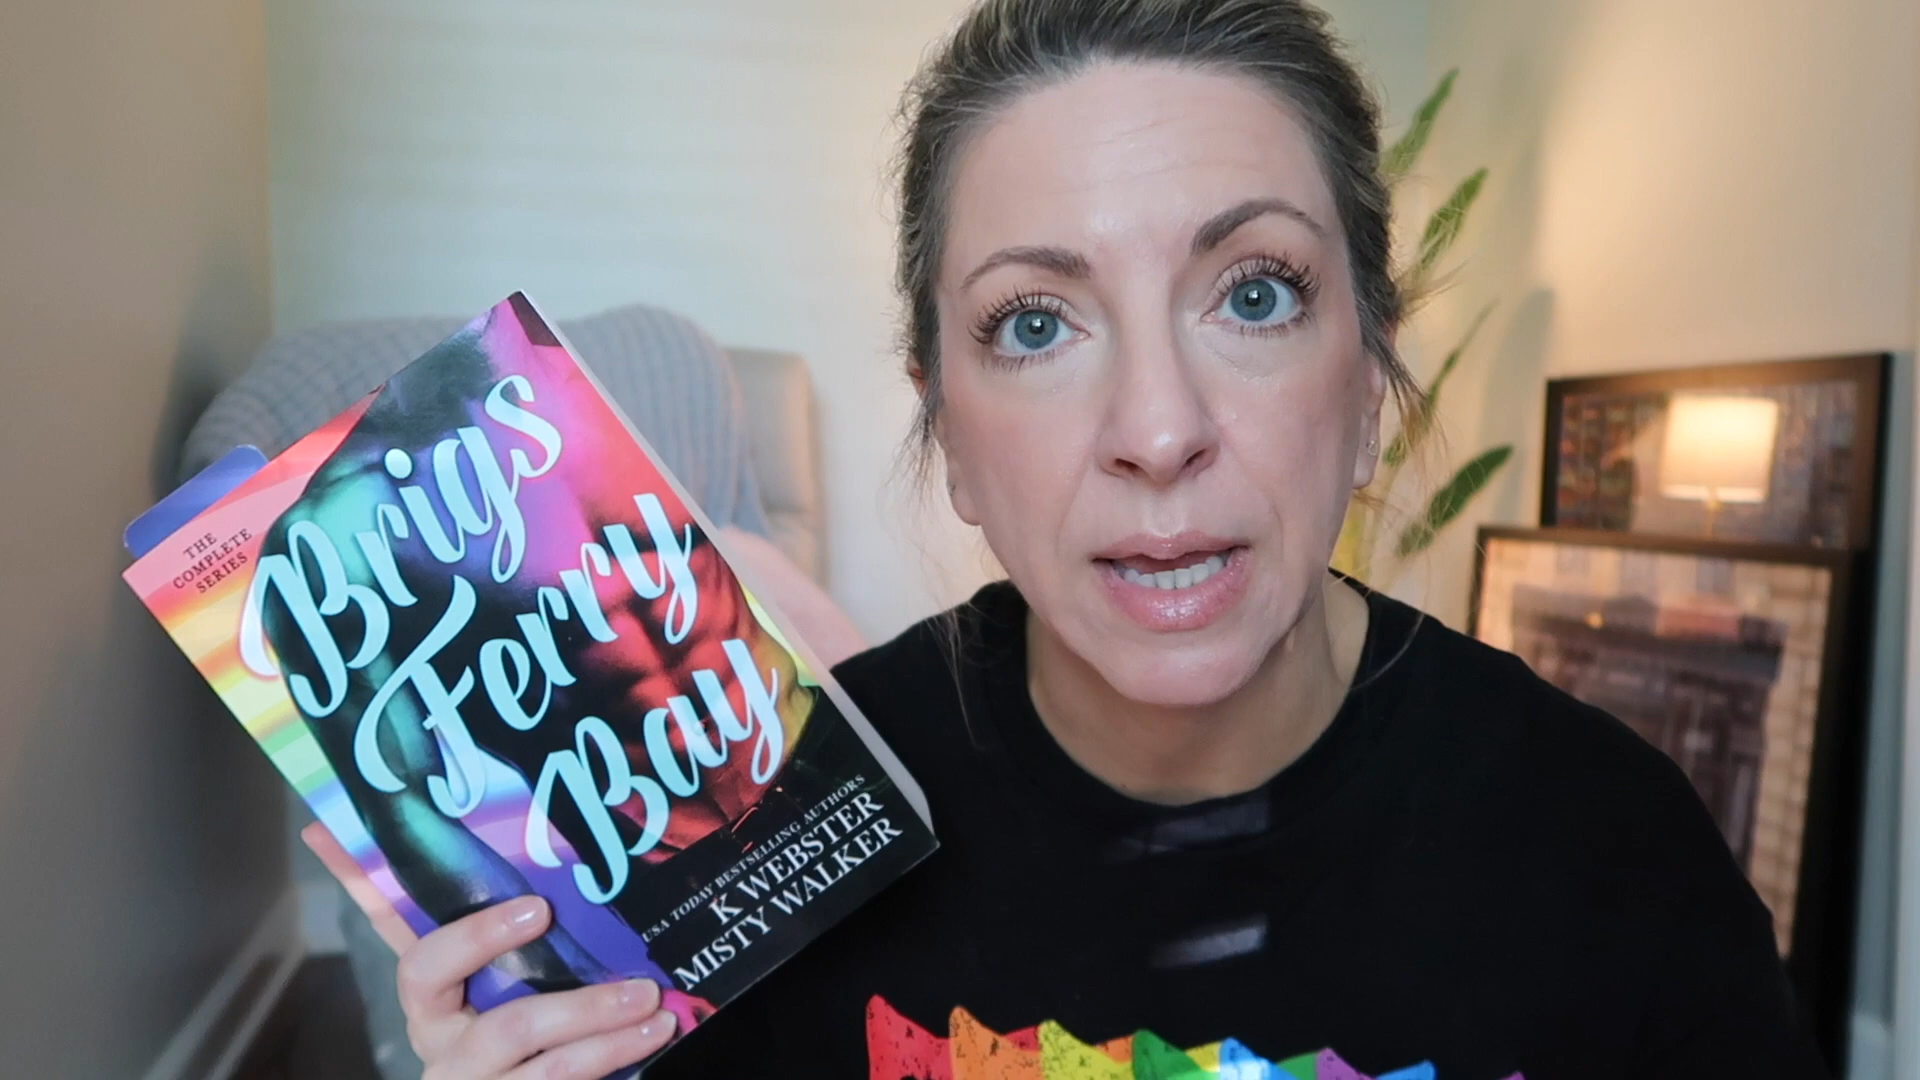 THE
COMPLETE
SERIES
Brigs
Ferry
Bay
USA TODAY BESTSELLING AUTHORS
K WEBSTER
MISTY WALKER